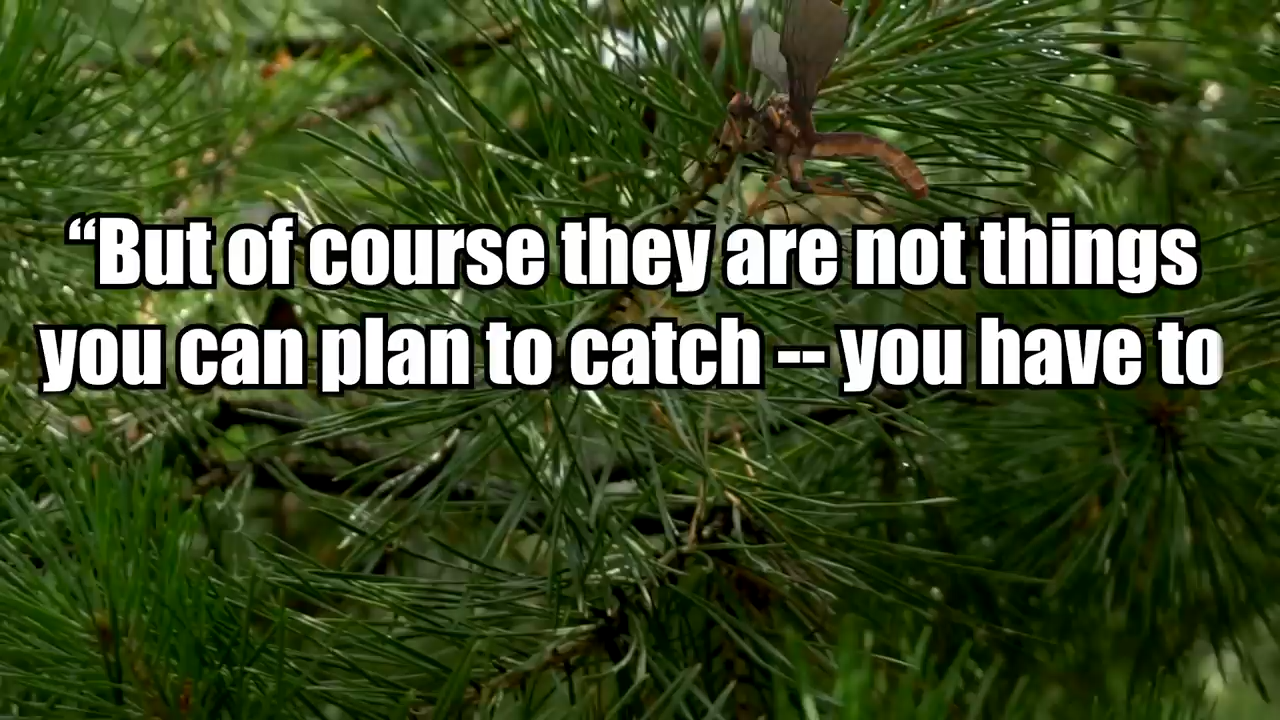 “But of course they are not things
you can plan to catch -- you have to